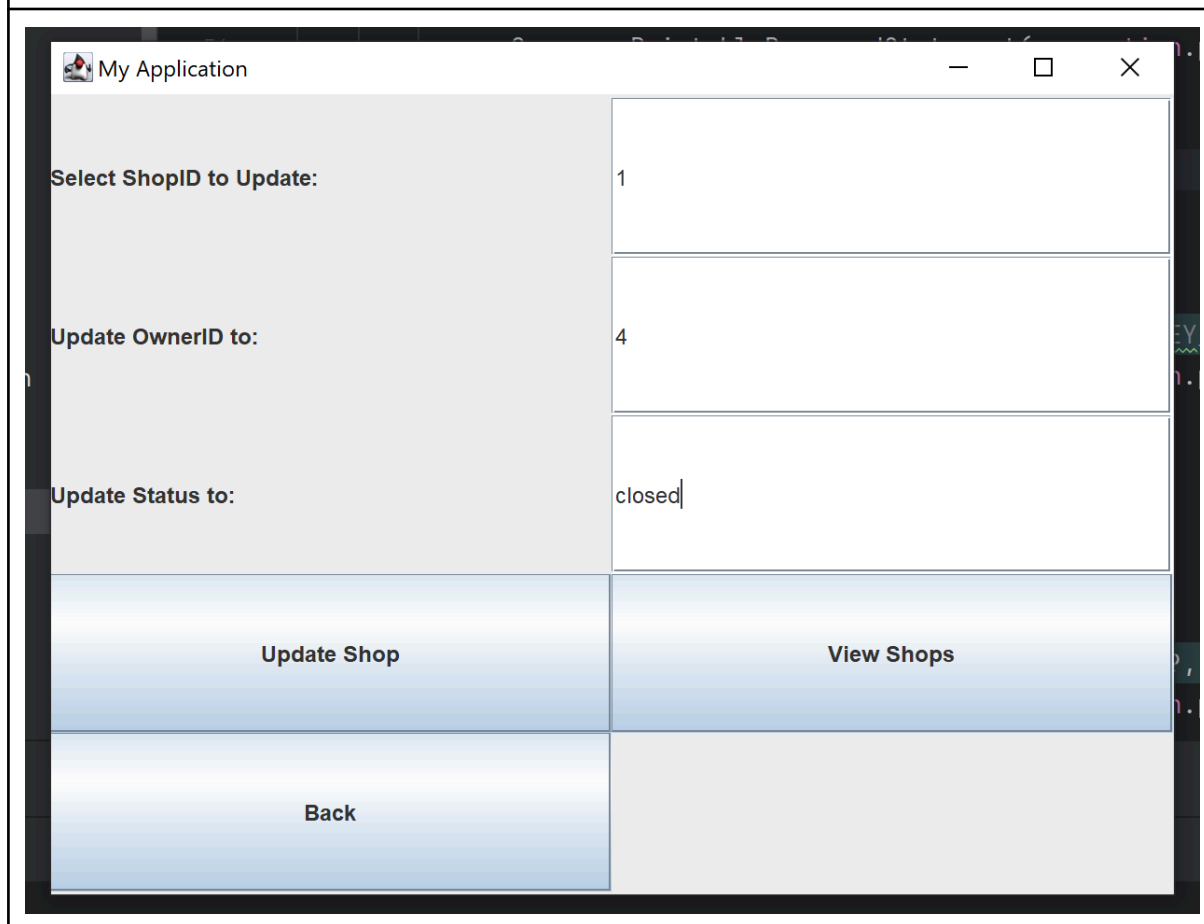 My Application
Select ShopID to Update:
1
Update OwnerID to:
4
Update Status to:
closed
Update Shop
View Shops
Back